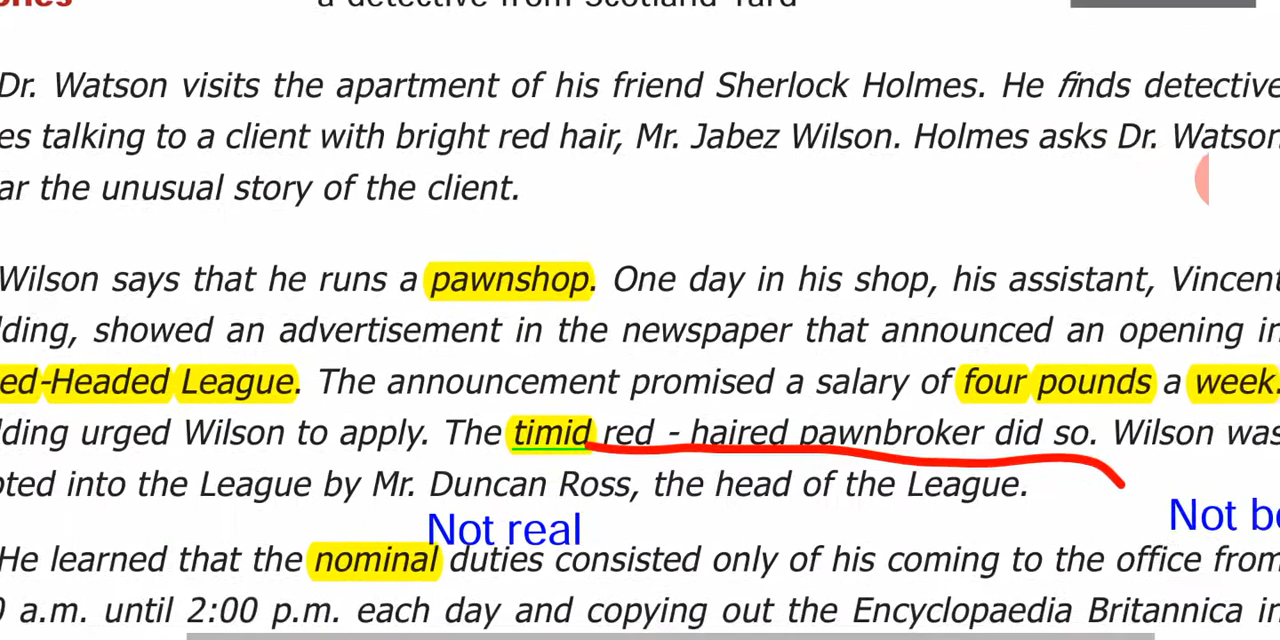 a detective from Scotland Yard
Dr. Watson visits the apartment of his friend Sherlock Holmes. He finds detective
es talking to a client with bright red hair, Mr. Jabez Wilson. Holmes asks Dr. Watson
ar the unusual story of the client.
Wilson says that he runs a pawnshop. One day in his shop, his assistant, Vincent
lding, showed an advertisement in the newspaper that announced an opening in
ed-Headed League. The announcement promised a salary of four pounds a week.
lding urged Wilson to apply. The timid red - haired pawnbroker did so. Wilson was
pted into the League by Mr. Duncan Ross, the head of the League.
Not real
Not be
He learned that the nominal duties consisted only of his coming to the office from
0 a.m. until 2:00 p.m. each day and copying out the Encyclopaedia Britannica in